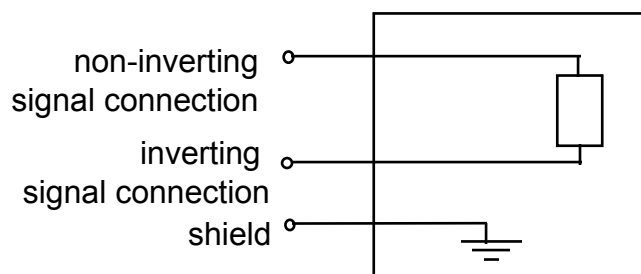 non-inverting
signal connection
inverting
signal connection
shield